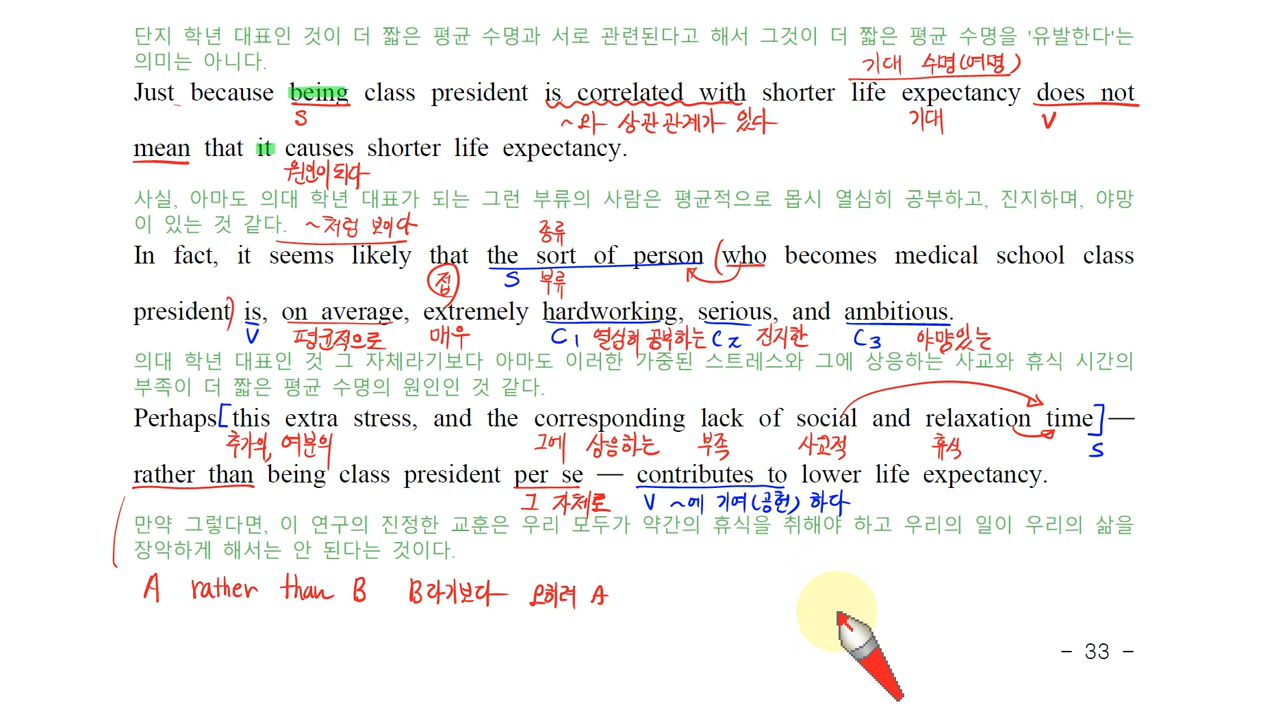 단지 학년 대표인 것이 더 짧은 평균 수명과 서로 관련된다고 해서 그것이 더 짧은 평균 수명을 '유발한다'는
의미는 아니다.
기대 수명(여명)
Just because being class president is correlated with shorter life expectancy does not
S ~와 상관관계가 있다 기대 V
mean that it causes shorter life expectancy.
원인이 되다
사실, 아마도 의대 학년 대표가 되는 그런 부류의 사람은 평균적으로 몹시 열심히 공부하고, 진지하며, 야망
이 있는 것 같다. ~처럼 보이다 종류
In fact, it seems likely that the sort of person (who becomes medical school class
접 S 부류
president) is, on average, extremely hardworking, serious, and ambitious.
V 평균적으로 매우 C1 열심히 공부하는 C2 진지한 C3 야망있는
의대 학년 대표인 것 그 자체라기보다 아마도 이러한 가중된 스트레스와 그에 상응하는 사교와 휴식 시간의
부족이 더 짧은 평균 수명의 원인인 것 같다.
Perhaps [this extra stress, and the corresponding lack of social and relaxation time] —
추가의, 여분의 그에 상응하는 부족 사교적 휴식 S
rather than being class president per se — contributes to lower life expectancy.
그 자체로 V ~에 기여(공헌) 하다
만약 그렇다면, 이 연구의 진정한 교훈은 우리 모두가 약간의 휴식을 취해야 하고 우리의 일이 우리의 삶을
장악하게 해서는 안 된다는 것이다.
A rather than B B라기보다 오히려 A
- 33 -